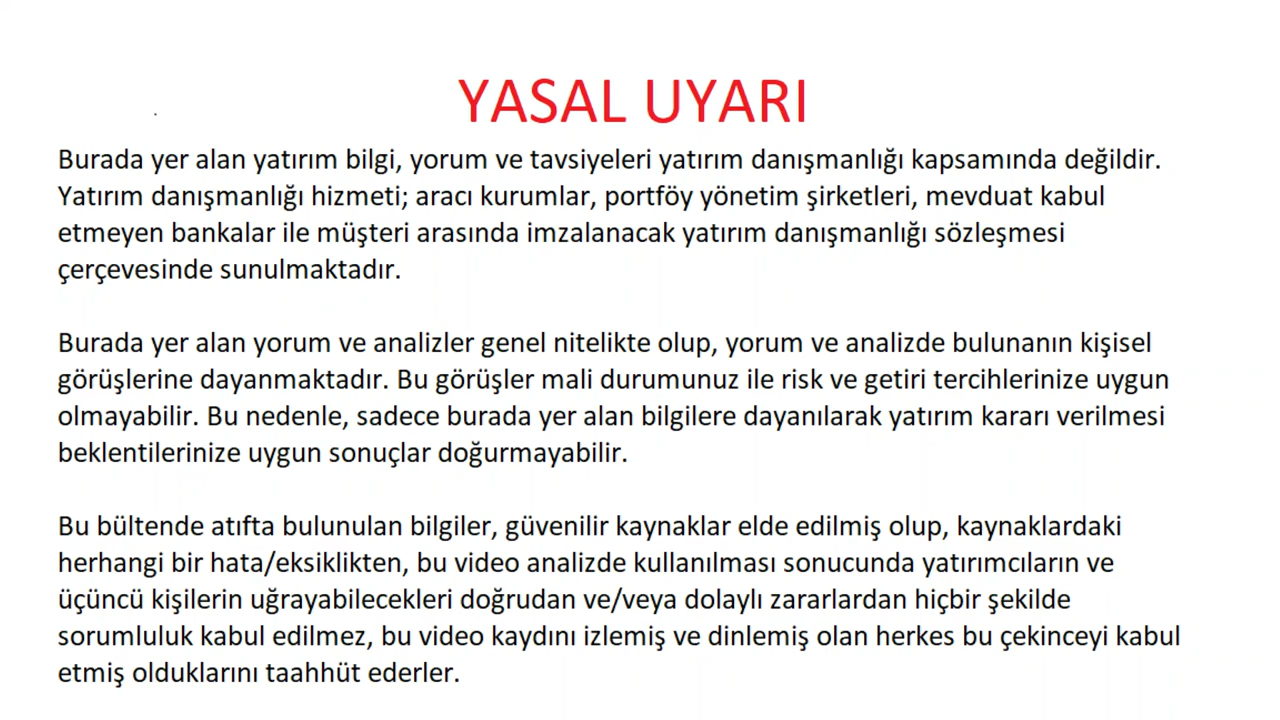 YASAL UYARI
Burada yer alan yatırım bilgi, yorum ve tavsiyeleri yatırım danışmanlığı kapsamında değildir.
Yatırım danışmanlığı hizmeti; aracı kurumlar, portföy yönetim şirketleri, mevduat kabul
etmeyen bankalar ile müşteri arasında imzalanacak yatırım danışmanlığı sözleşmesi
çerçevesinde sunulmaktadır.
Burada yer alan yorum ve analizler genel nitelikte olup, yorum ve analizde bulunanın kişisel
görüşlerine dayanmaktadır. Bu görüşler mali durumunuz ile risk ve getiri tercihlerinize uygun
olmayabilir. Bu nedenle, sadece burada yer alan bilgilere dayanılarak yatırım kararı verilmesi
beklentilerinize uygun sonuçlar doğurmayabilir.
Bu bültende atıfta bulunulan bilgiler, güvenilir kaynaklar elde edilmiş olup, kaynaklardaki
herhangi bir hata/eksiklikten, bu video analizde kullanılması sonucunda yatırımcıların ve
üçüncü kişilerin uğrayabilecekleri doğrudan ve/veya dolaylı zararlardan hiçbir şekilde
sorumluluk kabul edilmez, bu video kaydını izlemiş ve dinlemiş olan herkes bu çekinceyi kabul
etmiş olduklarını taahhüt ederler.